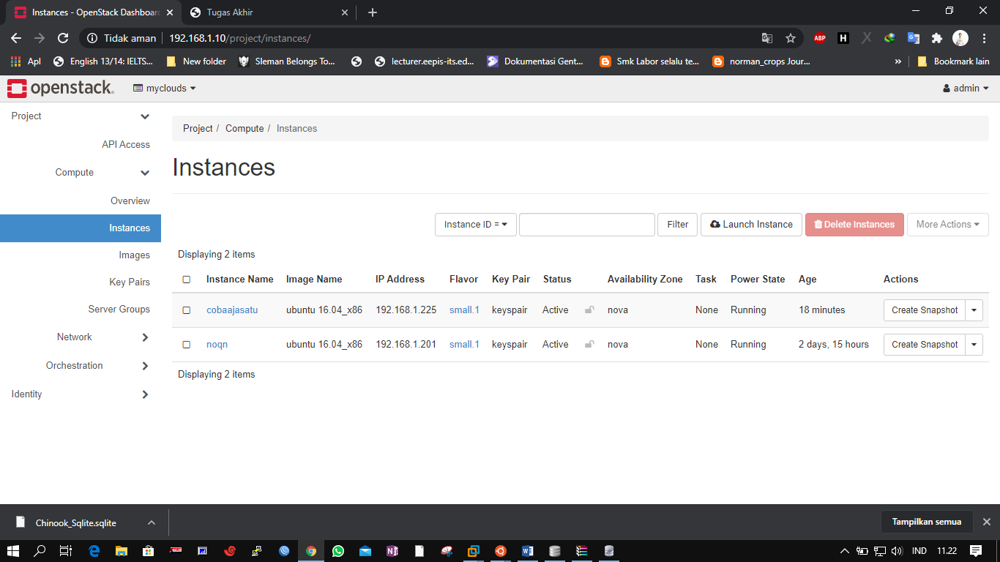 Instances - OpenStack Dashboard
Tugas Akhir
Tidak aman
192.168.1.10/project/instances/
ABP
H
Apl
English 13/14: IELTS...
New folder
Sleman Belongs To...
lecturer.eepis-its.ed...
Dokumentasi Gent...
Smk Labor selalu te...
norman_crops Jour...
»
Bookmark lain
openstack.
myclouds
admin
Project
API Access
Compute
Overview
Instances
Images
Key Pairs
Server Groups
Network
Orchestration
Identity
Project / Compute / Instances
Instances
Instance ID =
Filter
Launch Instance
Delete Instances
More Actions
Displaying 2 items
Instance Name Image Name IP Address Flavor Key Pair Status Availability Zone Task Power State Age Actions
cobaajasatu ubuntu 16.04_x86 192.168.1.225 small.1 keyspair Active nova None Running 18 minutes Create Snapshot
noqn ubuntu 16.04_x86 192.168.1.201 small.1 keyspair Active nova None Running 2 days, 15 hours Create Snapshot
Displaying 2 items
Chinook_Sqlite.sqlite
Tampilkan semua
IND
11.22